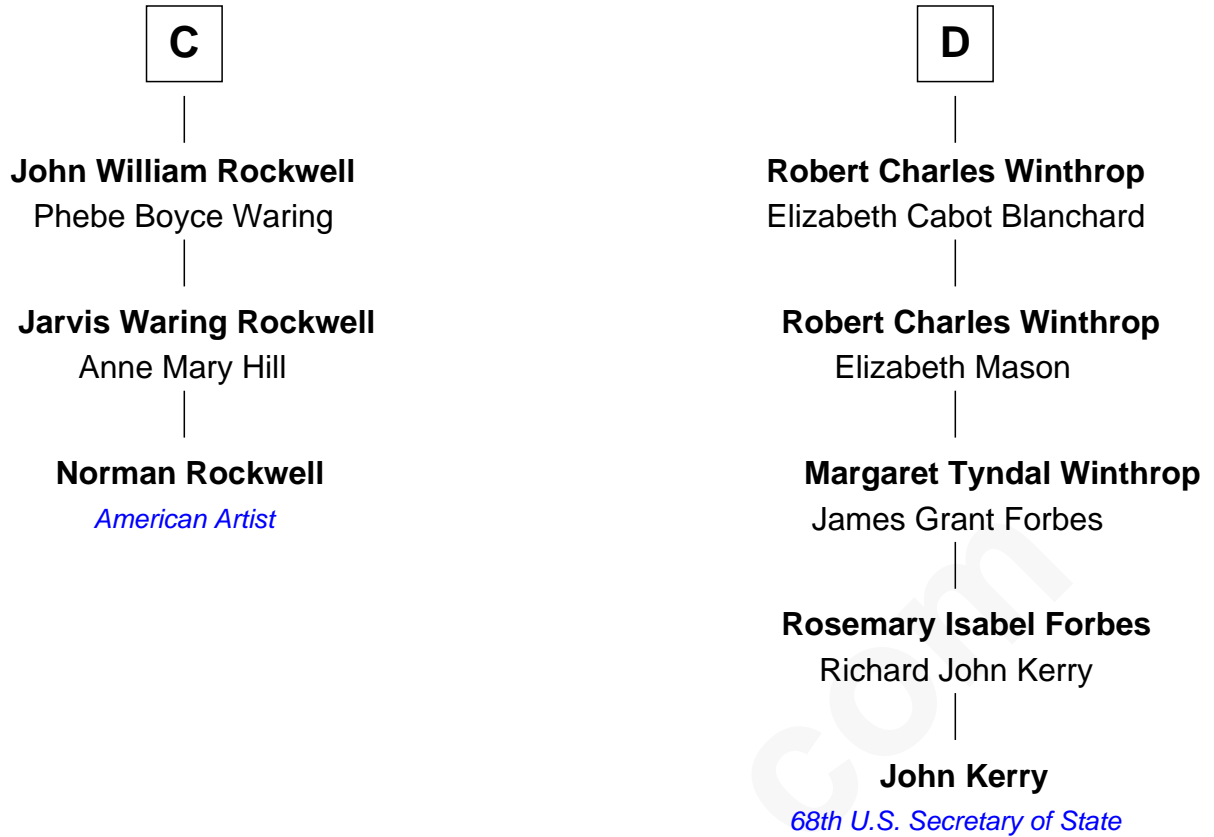 C
John William Rockwell
Phebe Boyce Waring
Jarvis Waring Rockwell
Anne Mary Hill
Norman Rockwell
American Artist
D
Robert Charles Winthrop
Elizabeth Cabot Blanchard
Robert Charles Winthrop
Elizabeth Mason
Margaret Tyndal Winthrop
James Grant Forbes
Rosemary Isabel Forbes
Richard John Kerry
John Kerry
68th U.S. Secretary of State
com